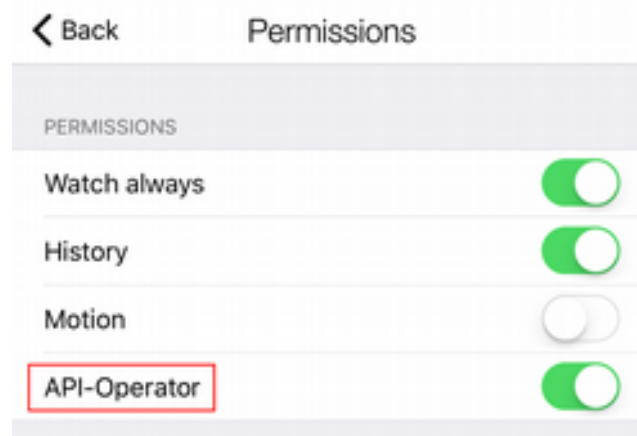 Back Permissions
PERMISSIONS
Watch always
History
Motion
API-Operator